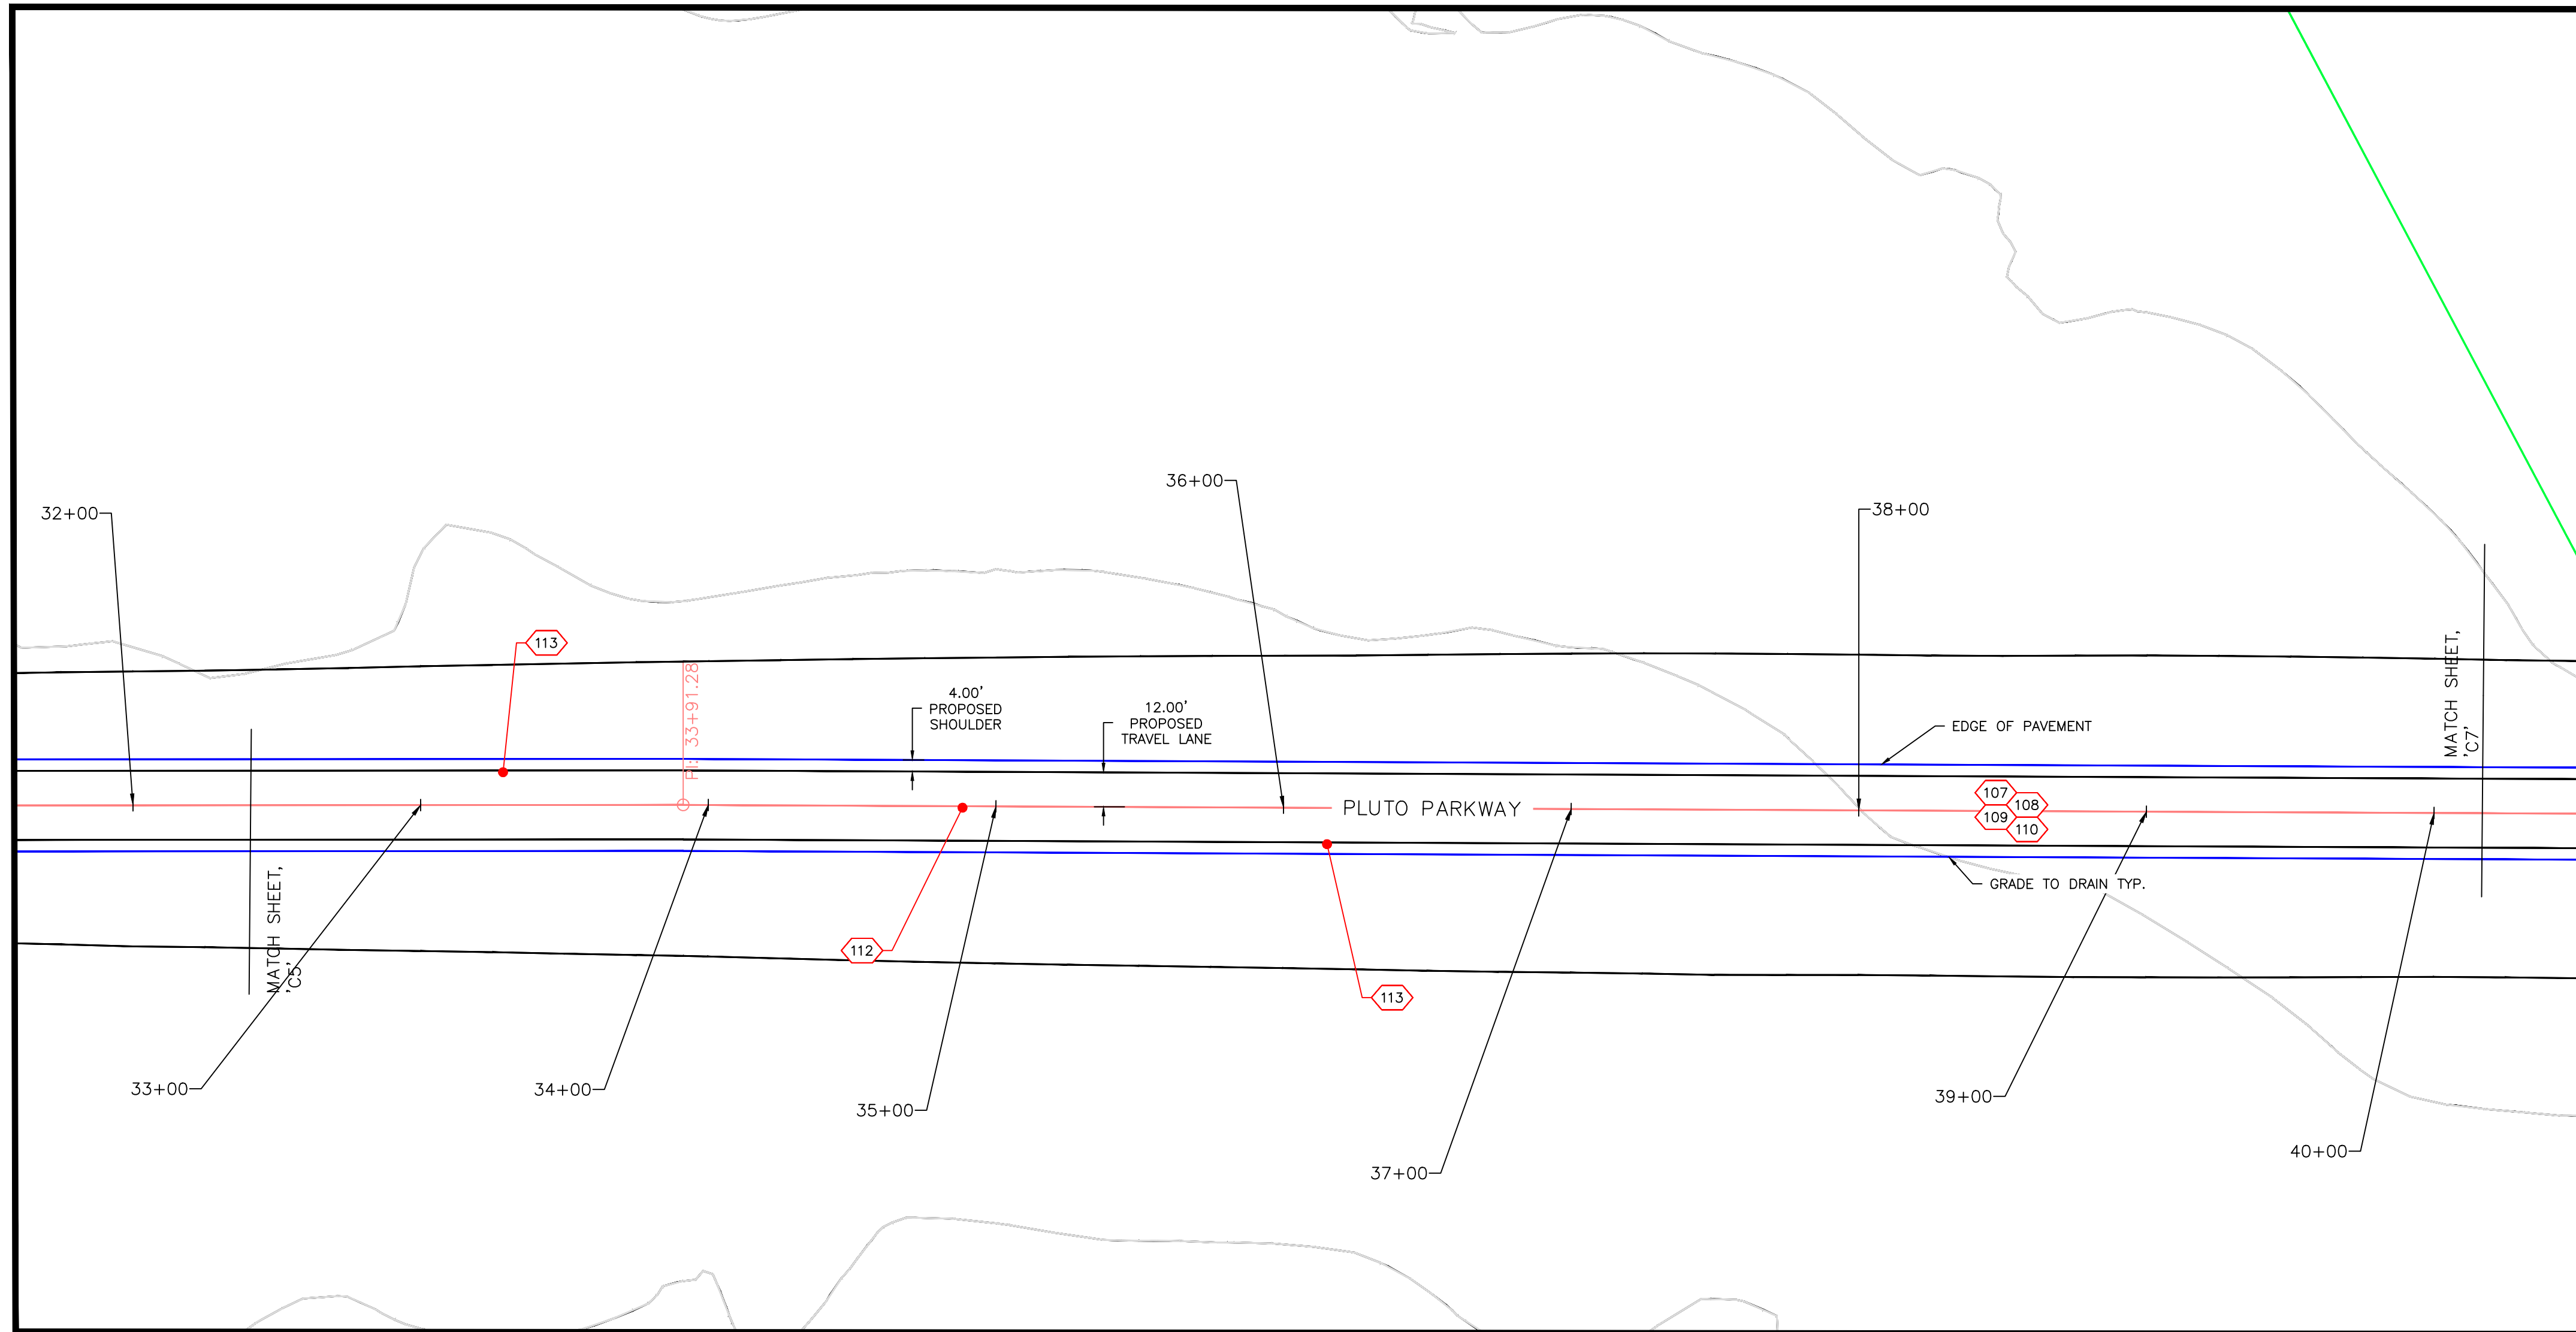 36+00
38+00
32+00
113
PI: 33+91.28
4.00'
PROPOSED
SHOULDER
12.00'
PROPOSED
TRAVEL LANE
EDGE OF PAVEMENT
MATCH SHEET,
'C7'
107
108
109
110
PLUTO PARKWAY
GRADE TO DRAIN TYP.
MATCH SHEET,
'C5'
112
113
33+00
34+00
35+00
37+00
39+00
40+00